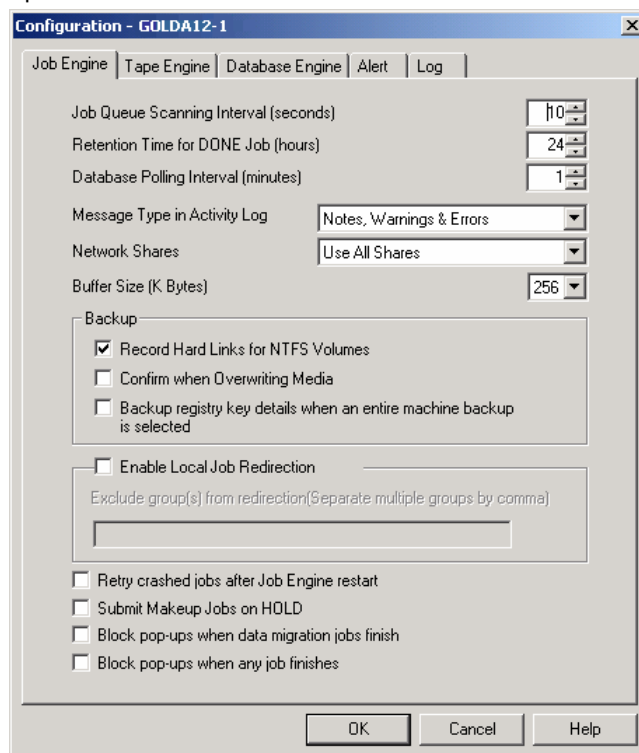 Configuration - GOLDA12-1
Job Engine Tape Engine Database Engine Alert Log
Job Queue Scanning Interval (seconds) 10
Retention Time for DONE Job (hours) 24
Database Polling Interval (minutes) 1
Message Type in Activity Log Notes, Warnings & Errors
Network Shares Use All Shares
Buffer Size (K Bytes) 256
Backup
Record Hard Links for NTFS Volumes
Confirm when Overwriting Media
Backup registry key details when an entire machine backup
is selected
Enable Local Job Redirection
Exclude group(s) from redirection(Separate multiple groups by comma)
Retry crashed jobs after Job Engine restart
Submit Makeup Jobs on HOLD
Block pop-ups when data migration jobs finish
Block pop-ups when any job finishes
OK Cancel Help